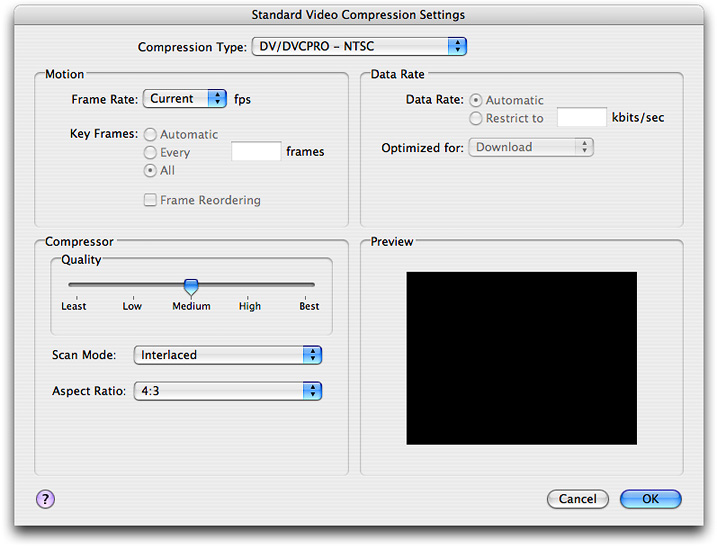 Standard Video Compression Settings
Compression Type: DV/DVCPRO – NTSC
Motion
Frame Rate: Current fps
Key Frames: Automatic
Every frames
All
Frame Reordering
Data Rate
Data Rate: Automatic
Restrict to kbits/sec
Optimized for: Download
Compressor
Quality
Least Low Medium High Best
Scan Mode: Interlaced
Aspect Ratio: 4:3
Preview
?
Cancel OK